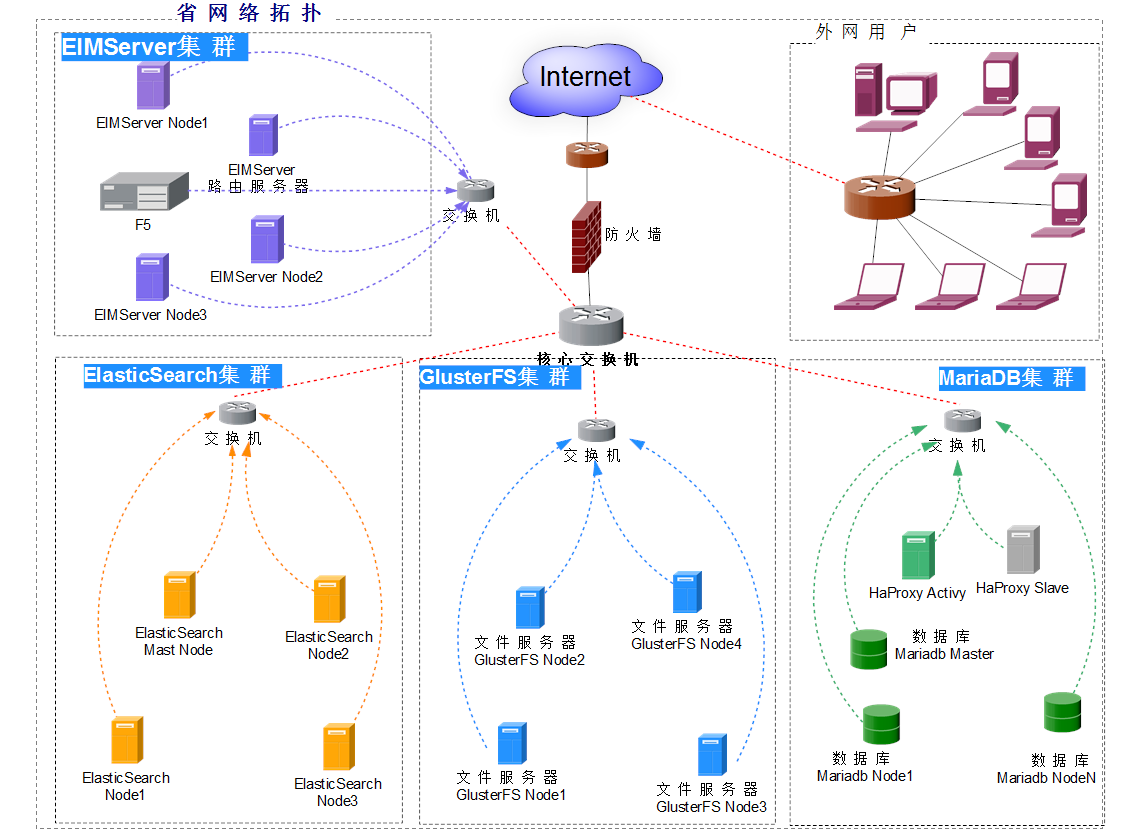 省网络拓扑
外网用户
EIMServer集群
Internet
EIMServer Node1
EIMServer
路由服务器
F5
交换机
防火墙
EIMServer Node2
EIMServer Node3
核心交换机
ElasticSearch集群
交换机
ElasticSearch
Mast Node
ElasticSearch
Node2
ElasticSearch
Node1
ElasticSearch
Node3
GlusterFS集群
交换机
文件服务器
GlusterFS Node2
文件服务器
GlusterFS Node4
文件服务器
GlusterFS Node1
文件服务器
GlusterFS Node3
MariaDB集群
交换机
HaProxy Activy
HaProxy Slave
数据库
Mariadb Master
数据库
Mariadb Node1
数据库
Mariadb NodeN